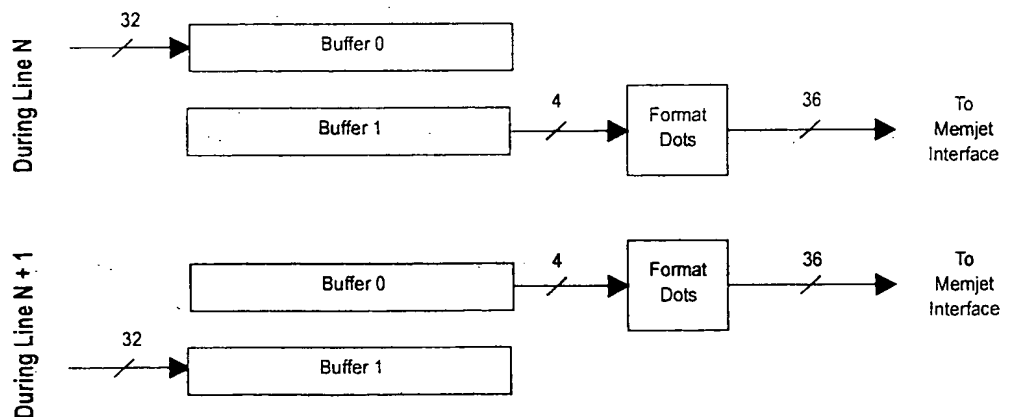 During Line N
32
Buffer 0
Buffer 1
4
Format
Dots
36
To
Memjet
Interface
During Line N + 1
Buffer 0
4
Format
Dots
36
To
Memjet
Interface
32
Buffer 1